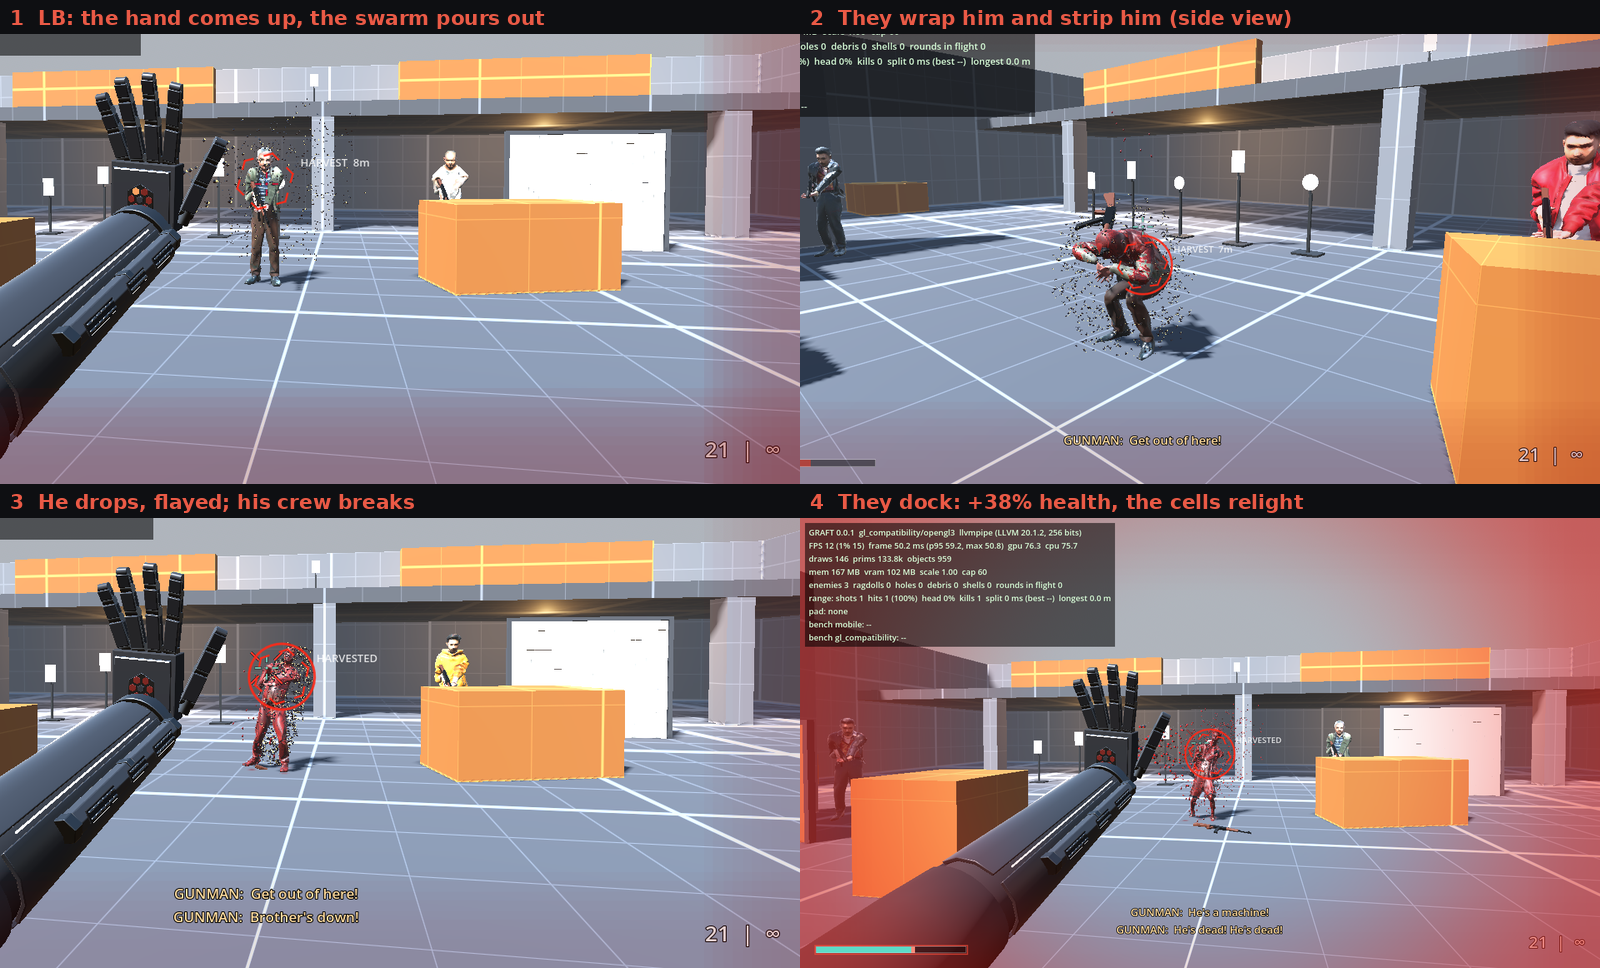 1 LB: the hand comes up, the swarm pours out
HARVEST 8m
21 | ∞
2 They wrap him and strip him (side view)
oles 0 debris 0 shells 0 rounds in flight 0
%) head 0% kills 0 split 0 ms (best --) longest 0.0 m
--
HARVEST 7m
GUNMAN: Get out of here!
21 | ∞
3 He drops, flayed; his crew breaks
HARVESTED
GUNMAN: Get out of here!
GUNMAN: Brother's down!
21 | ∞
4 They dock: +38% health, the cells relight
GRAFT 0.0.1 gl_compatibility/opengl3 llvmpipe (LLVM 20.1.2, 256 bits)
FPS 12 (1% 15) frame 50.2 ms (p95 59.2, max 50.8) gpu 76.3 cpu 75.7
draws 146 prims 133.8k objects 959
mem 167 MB vram 102 MB scale 1.00 cap 60
enemies 3 ragdolls 0 holes 0 debris 0 shells 0 rounds in flight 0
range: shots 1 hits 1 (100%) head 0% kills 1 split 0 ms (best --) longest 0.0 m
pad: none
bench mobile: --
bench gl_compatibility: --
HARVESTED
GUNMAN: He's a machine!
GUNMAN: He's dead! He's dead!
21 | ∞